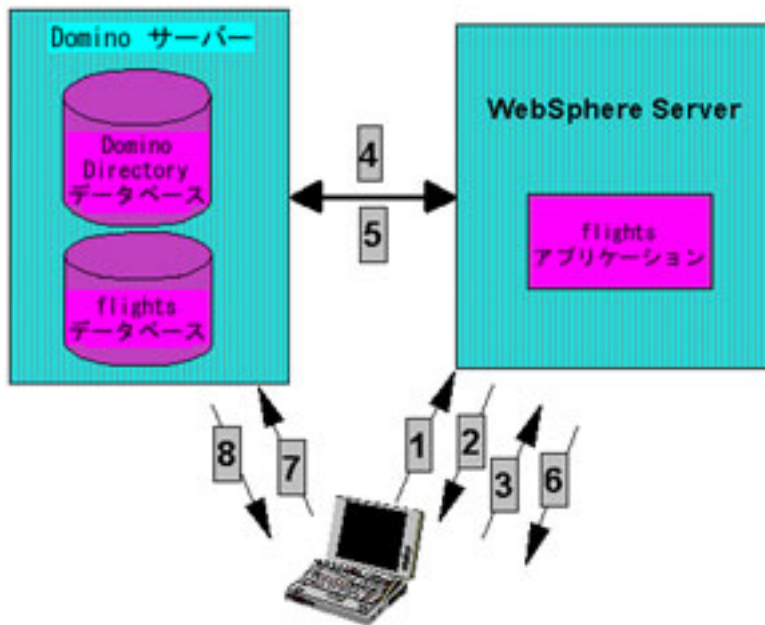 Domino サーバー
Domino
Directory
データベース
flights
データベース
WebSphere Server
flights
アプリケーション
4
5
8
7
1
2
3
6